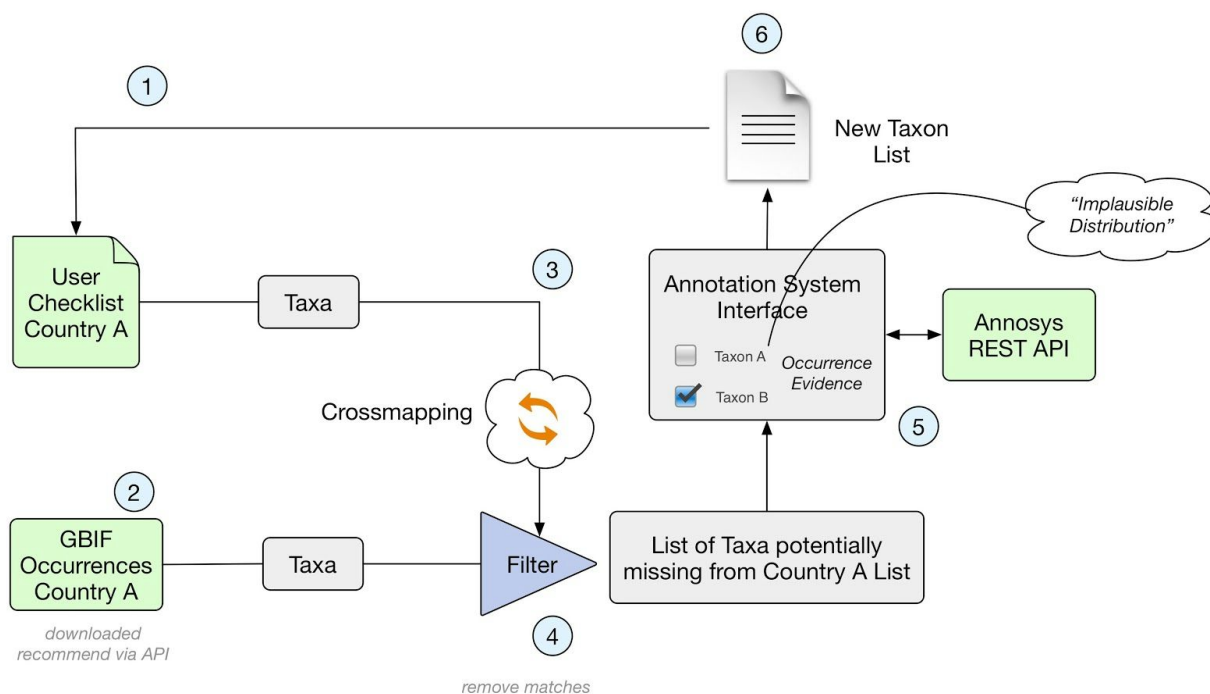 6
1
New Taxon
List
“Implausible
Distribution”
User
Checklist
Country A
Taxa
3
Annotation System
Interface
Taxon A
Occurrence
Evidence
Taxon B
Annosys
REST API
Crossmapping
5
2
GBIF
Occurrences
Country A
Taxa
Filter
List of Taxa potentially
missing from Country A List
downloaded
recommend via API
4
remove matches